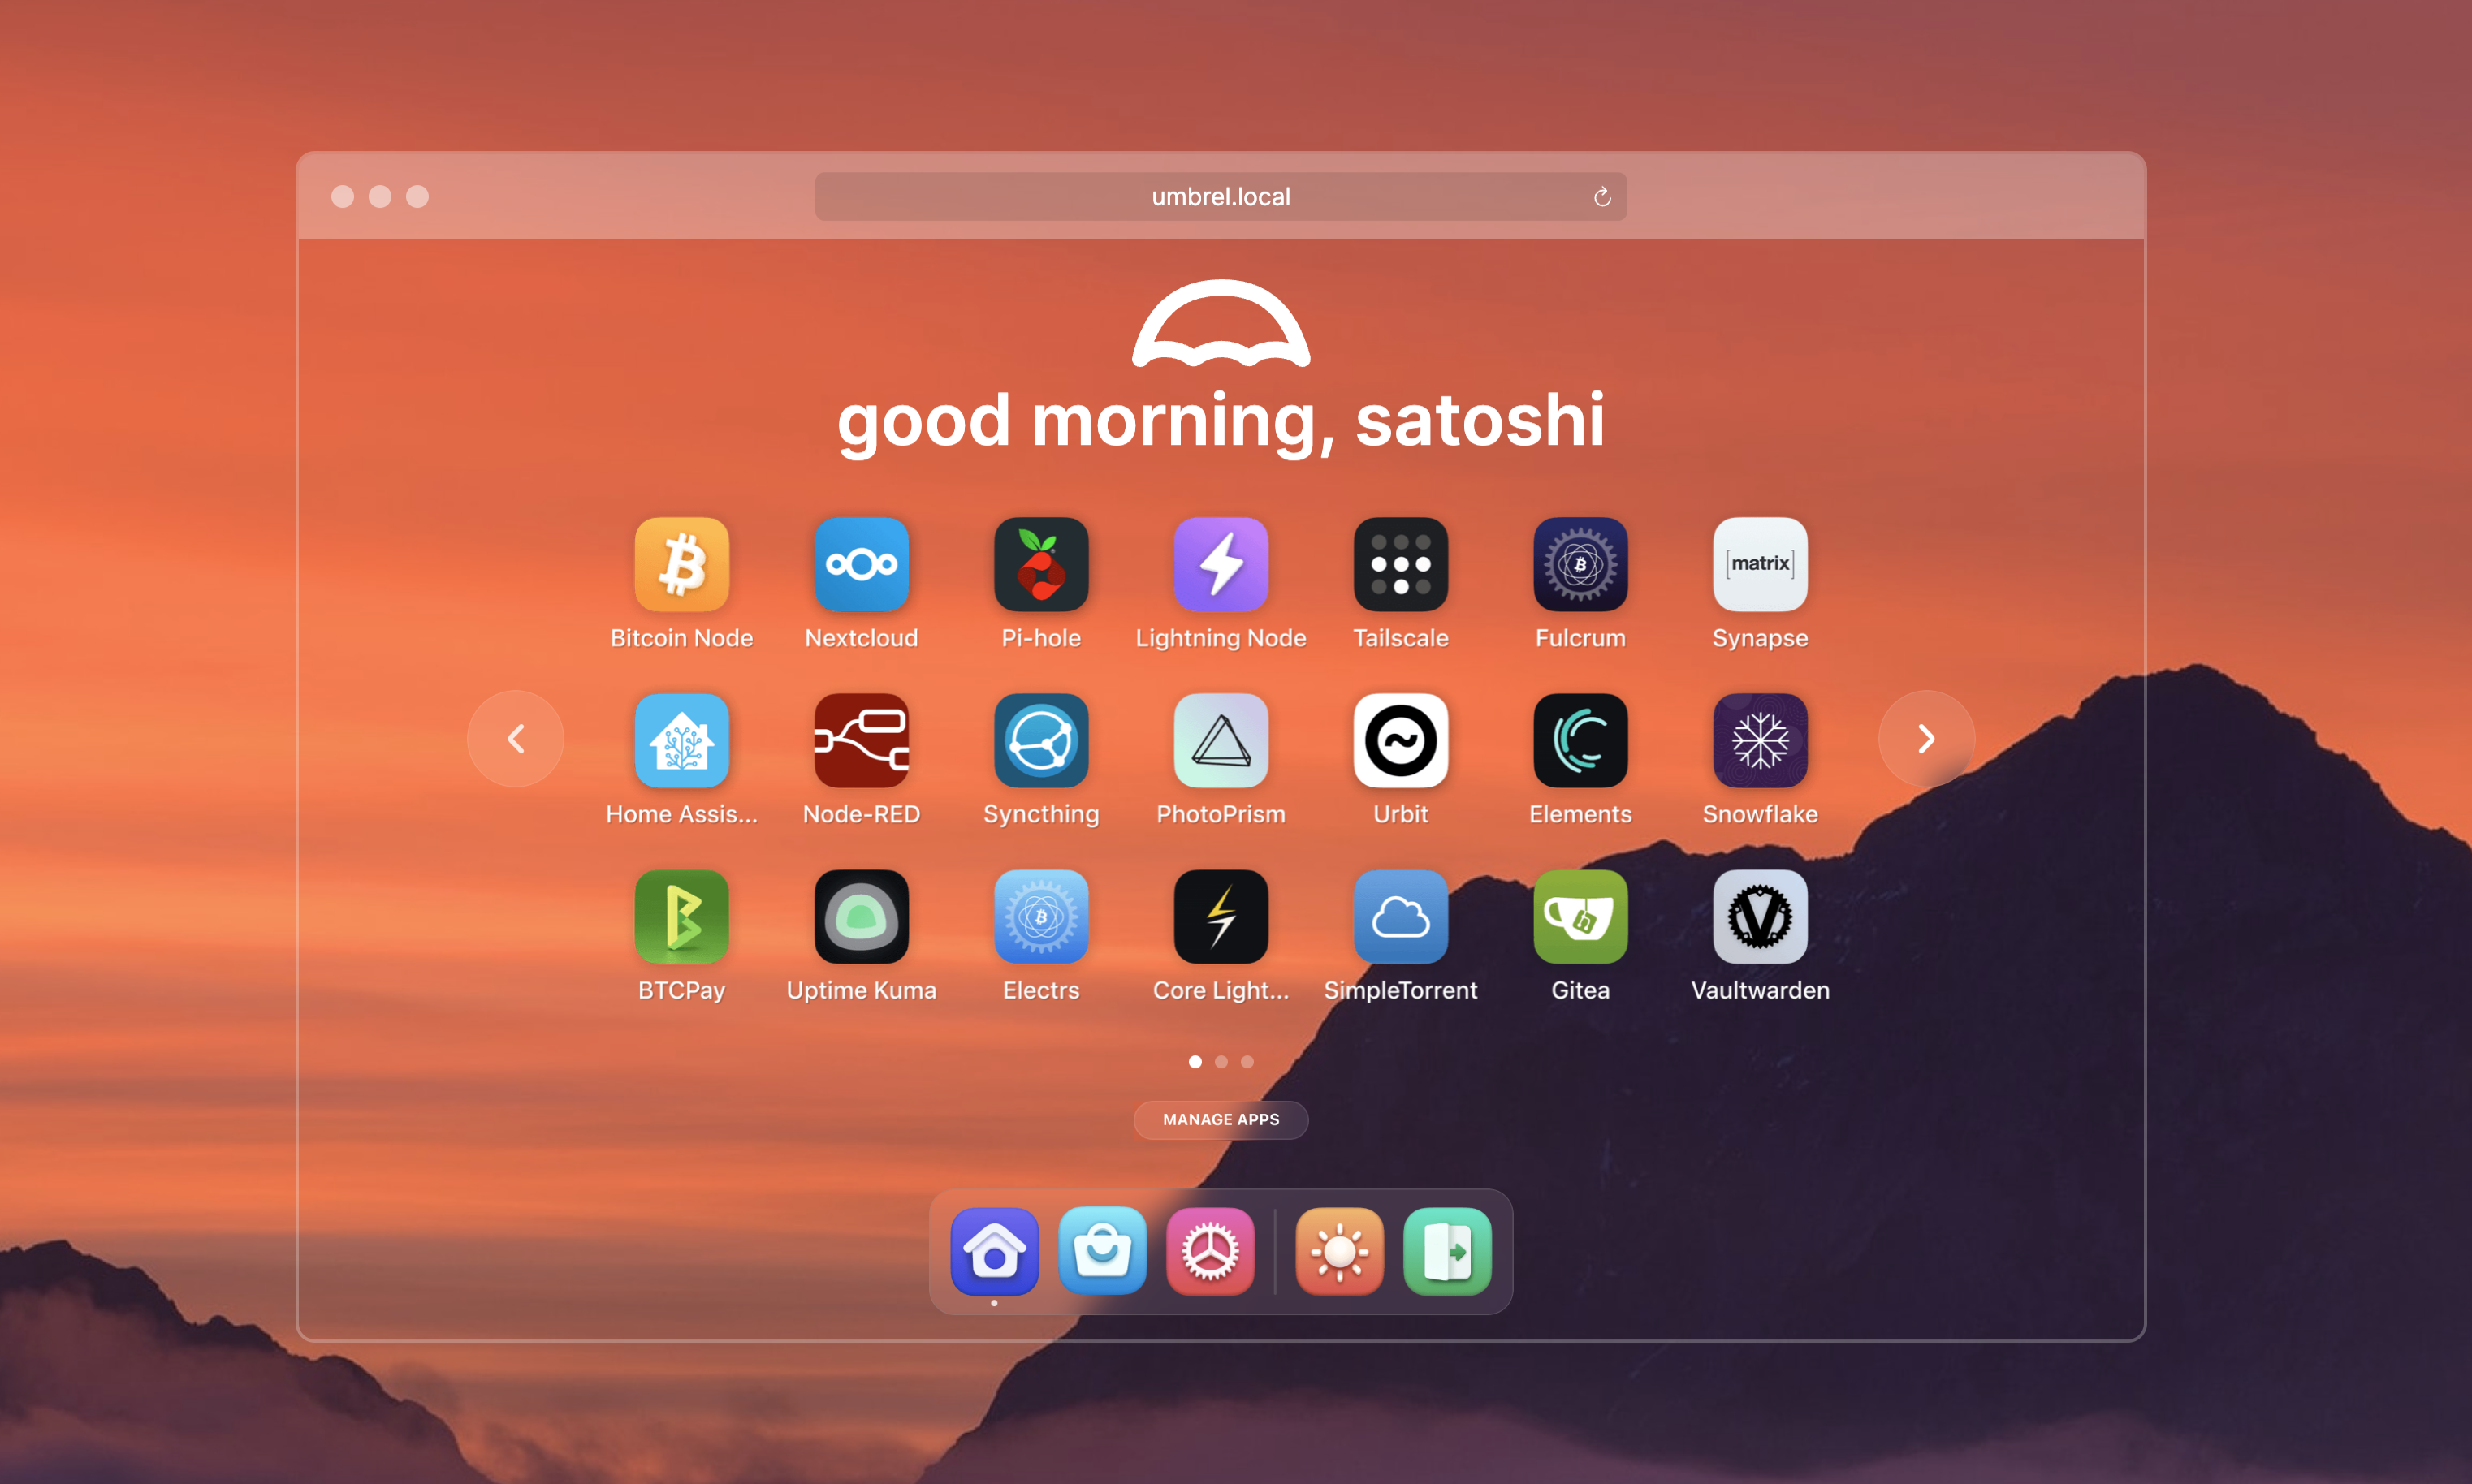 umbrel.local
good morning, satoshi
[matrix]
Bitcoin Node
Nextcloud
Pi-hole
Lightning Node
Tailscale
Fulcrum
Synapse
Home Assis...
Node-RED
Syncthing
PhotoPrism
Urbit
Elements
Snowflake
BTCPay
Uptime Kuma
Electrs
Core Light...
SimpleTorrent
Gitea
Vaultwarden
MANAGE APPS